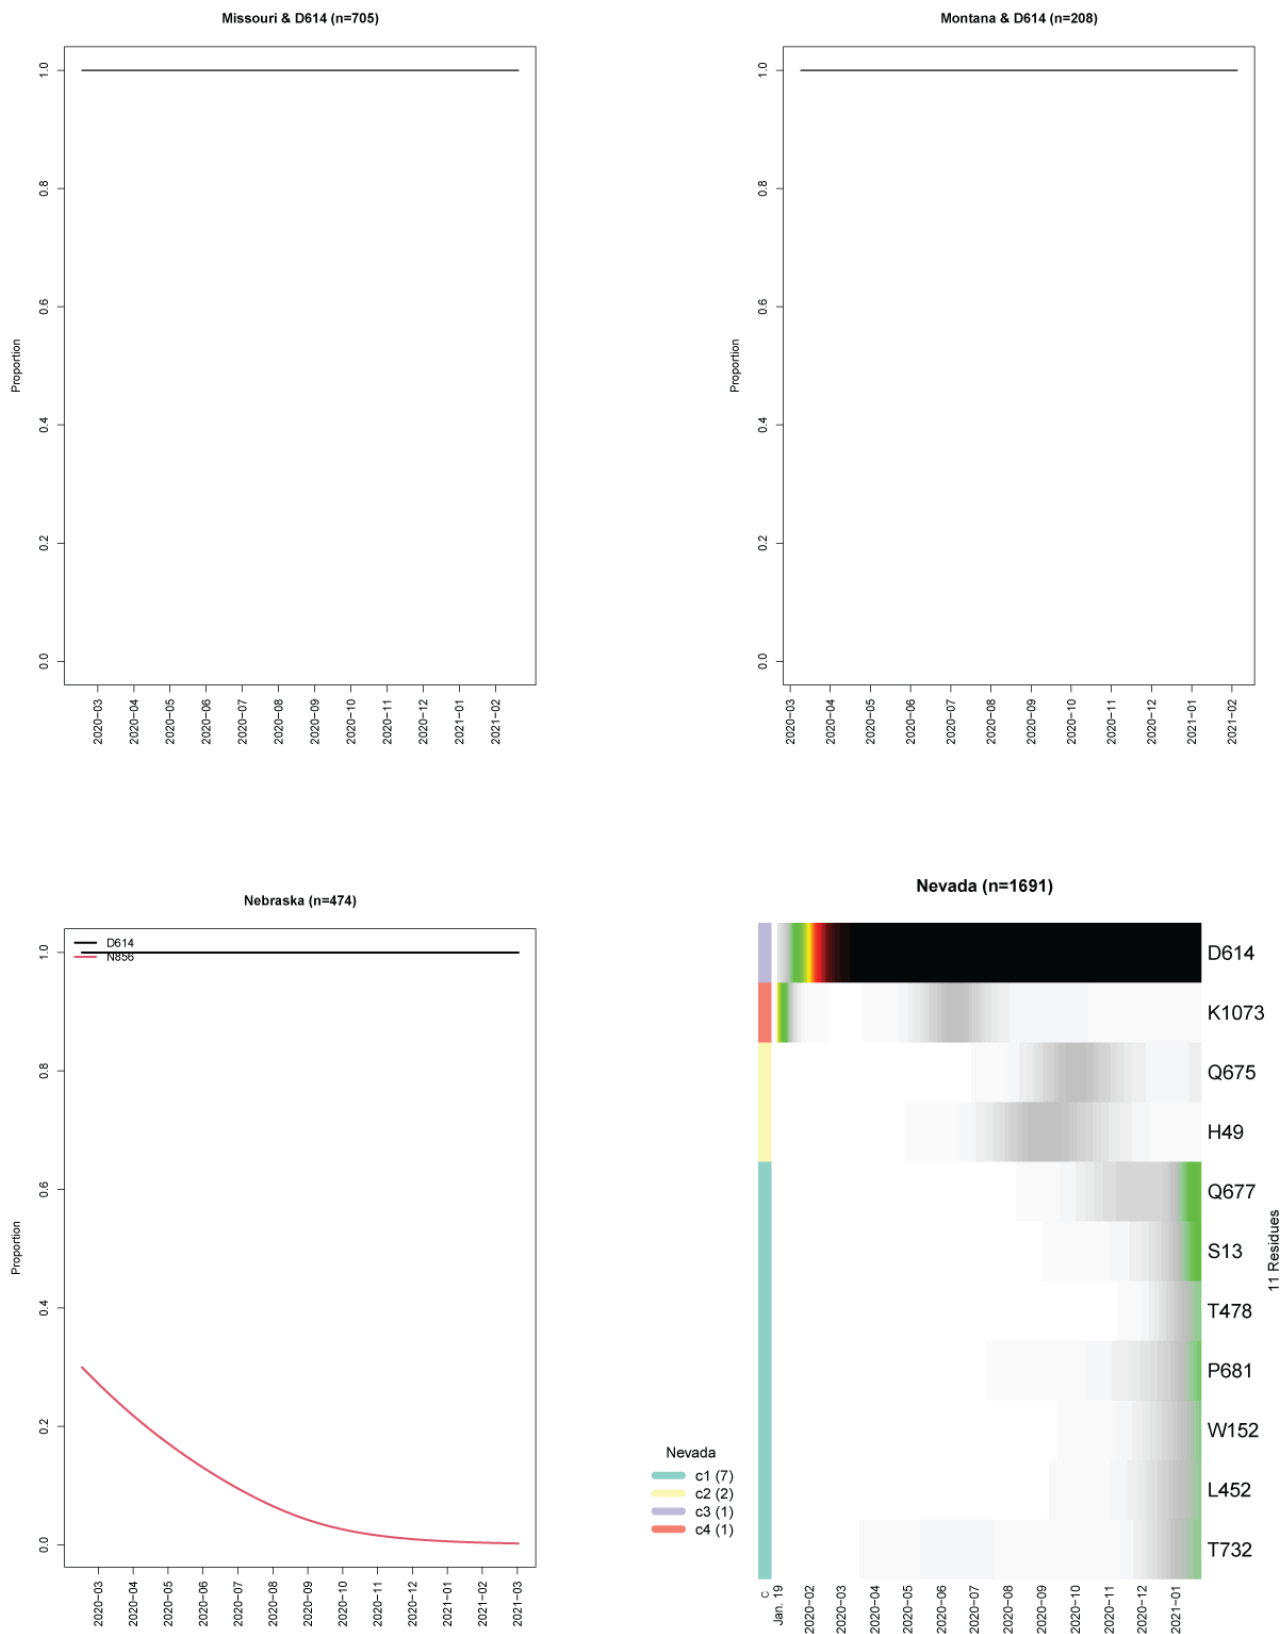 Missouri & D614 (n=705)
Proportion
1.0
0.8
0.6
0.4
0.2
0.0
2020−03
2020−04
2020−05
2020−06
2020−07
2020−08
2020−09
2020−10
2020−11
2020−12
2021−01
2021−02
Montana & D614 (n=208)
Proportion
1.0
0.8
0.6
0.4
0.2
0.0
2020−03
2020−04
2020−05
2020−06
2020−07
2020−08
2020−09
2020−10
2020−11
2020−12
2021−01
2021−02
Nebraska (n=474)
D614
N856
Proportion
1.0
0.8
0.6
0.4
0.2
0.0
2020−03
2020−04
2020−05
2020−06
2020−07
2020−08
2020−09
2020−10
2020−11
2020−12
2021−01
2021−02
2021−03
Nevada (n=1691)
D614
K1073
Q675
H49
Q677
S13
T478
P681
W152
L452
T732
11 Residues
Nevada
c1 (7)
c2 (2)
c3 (1)
c4 (1)
c
Jan. 19
2020−02
2020−03
2020−04
2020−05
2020−06
2020−07
2020−08
2020−09
2020−10
2020−11
2020−12
2021−01